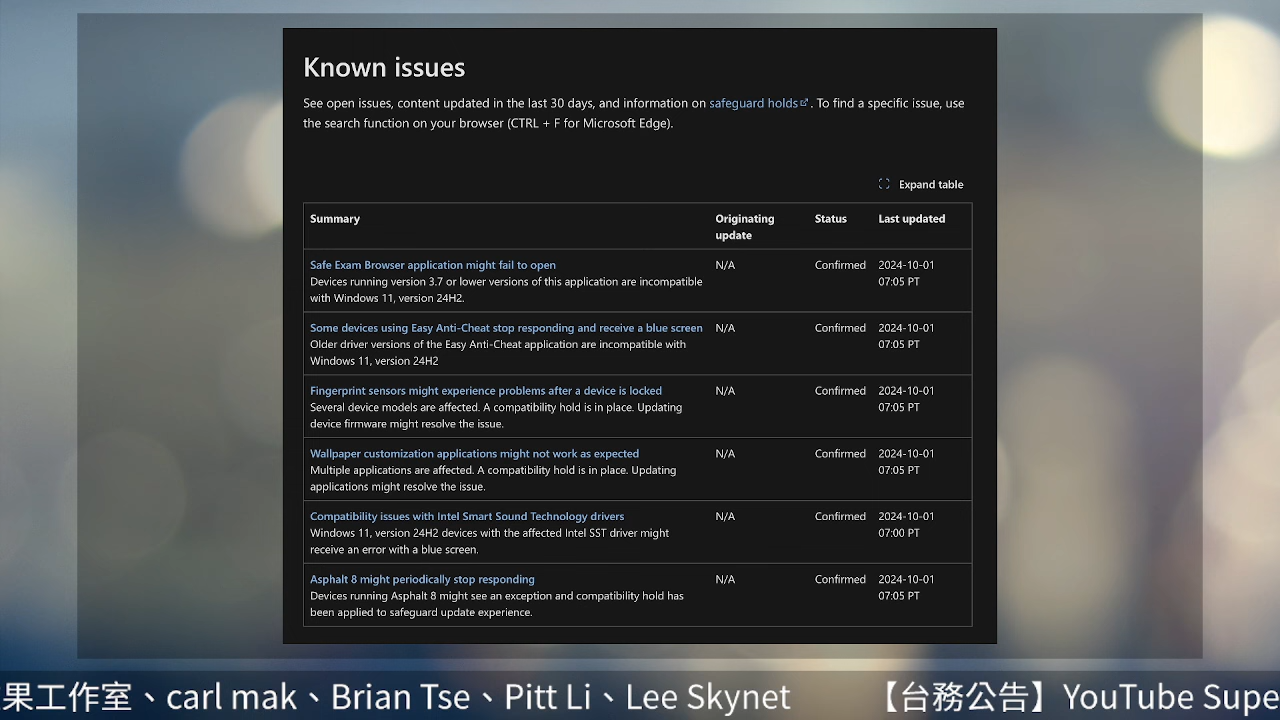 Known issues
See open issues, content updated in the last 30 days, and information on safeguard holds. To find a specific issue, use
the search function on your browser (CTRL + F for Microsoft Edge).
Expand table
Summary Originating update Status Last updated
Safe Exam Browser application might fail to open N/A Confirmed 2024-10-01
Devices running version 3.7 or lower versions of this application are incompatible 07:05 PT
with Windows 11, version 24H2.
Some devices using Easy Anti-Cheat stop responding and receive a blue screen N/A Confirmed 2024-10-01
Older driver versions of the Easy Anti-Cheat application are incompatible with 07:05 PT
Windows 11, version 24H2
Fingerprint sensors might experience problems after a device is locked N/A Confirmed 2024-10-01
Several device models are affected. A compatibility hold is in place. Updating 07:05 PT
device firmware might resolve the issue.
Wallpaper customization applications might not work as expected N/A Confirmed 2024-10-01
Multiple applications are affected. A compatibility hold is in place. Updating 07:05 PT
applications might resolve the issue.
Compatibility issues with Intel Smart Sound Technology drivers N/A Confirmed 2024-10-01
Windows 11, version 24H2 devices with the affected Intel SST driver might 07:00 PT
receive an error with a blue screen.
Asphalt 8 might periodically stop responding N/A Confirmed 2024-10-01
Devices running Asphalt 8 might see an exception and compatibility hold has 07:05 PT
been applied to safeguard update experience.
果工作室、carl mak、Brian Tse、Pitt Li、Lee Skynet 【台務公告】YouTube Supe